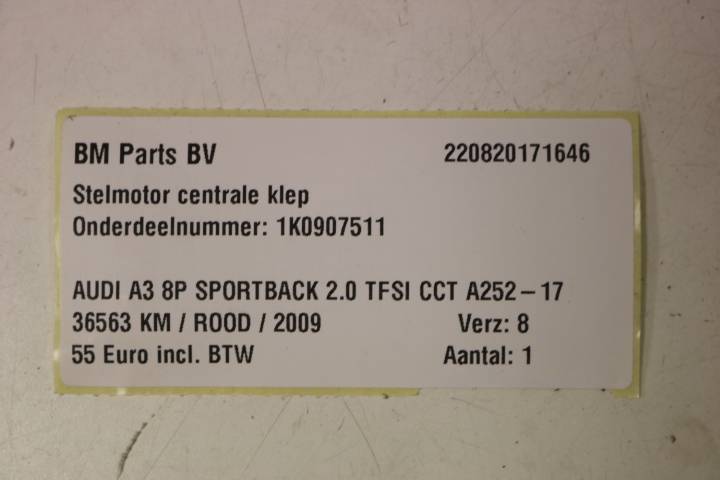 BM Parts BV 220820171646
Stelmotor centrale klep
Onderdeelnummer: 1K0907511
AUDI A3 8P SPORTBACK 2.0 TFSI CCT A252-17
36563 KM / ROOD / 2009 Verz: 8
55 Euro incl. BTW Aantal: 1